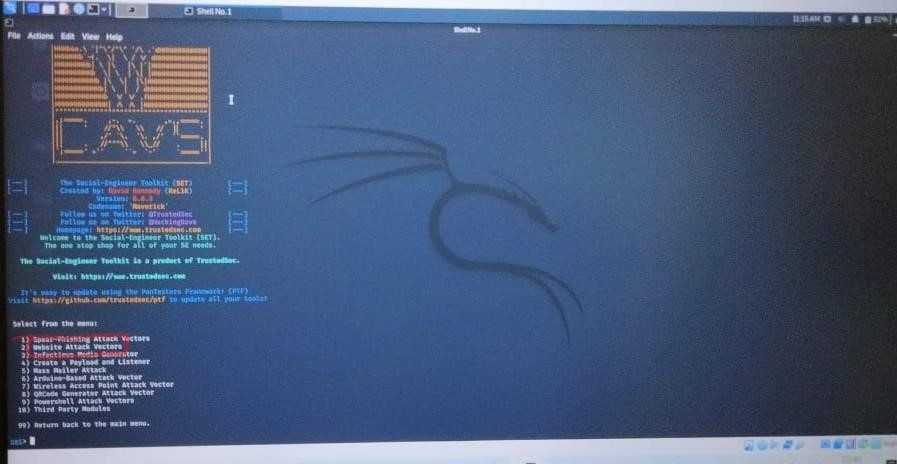 Shell No.1
11:15 AM
92%
File Actions Edit View Help
Shell No.1
CAVS
[---] The Social-Engineer Toolkit (SET) [---]
[---] Created by: David Kennedy (ReL1K) [---]
Version: 8.0.3
Codename: 'Maverick'
[---] Follow us on Twitter: @TrustedSec [---]
[---] Follow me on Twitter: @HackingDave [---]
[---] Homepage: https://www.trustedsec.com [---]
Welcome to the Social-Engineer Toolkit (SET).
The one stop shop for all of your SE needs.
The Social-Engineer Toolkit is a product of TrustedSec.
Visit: https://www.trustedsec.com
It's easy to update using the PenTesters Framework! (PTF)
Visit https://github.com/trustedsec/ptf to update all your tools!
Select from the menu:
1) Spear-Phishing Attack Vectors
2) Website Attack Vectors
3) Infectious Media Generator
4) Create a Payload and Listener
5) Mass Mailer Attack
6) Arduino-Based Attack Vector
7) Wireless Access Point Attack Vector
8) QRCode Generator Attack Vector
9) Powershell Attack Vectors
10) Third Party Modules
99) Return back to the main menu.
set>